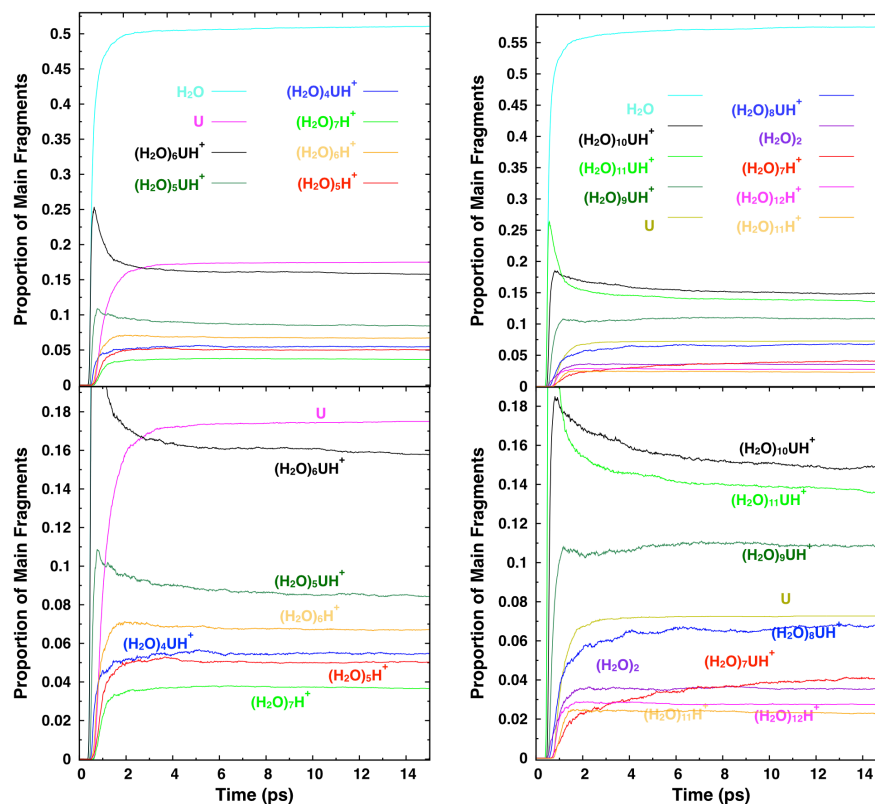 Proportion of Main Fragments
0.5
0.45
0.4
0.35
0.3
0.25
0.2
0.15
0.1
0.05
0
H₂O
U
(H₂O)₆UH⁺
(H₂O)₅UH⁺
(H₂O)₄UH⁺
(H₂O)₇H⁺
(H₂O)₆H⁺
(H₂O)₅H⁺
Proportion of Main Fragments
0.55
0.5
0.45
0.4
0.35
0.3
0.25
0.2
0.15
0.1
0.05
0
H₂O
(H₂O)₁₀UH⁺
(H₂O)₁₁UH⁺
(H₂O)₉UH⁺
U
(H₂O)₈UH⁺
(H₂O)₂
(H₂O)₇H⁺
(H₂O)₁₂H⁺
(H₂O)₁₁H⁺
Proportion of Main Fragments
0.18
0.16
0.14
0.12
0.1
0.08
0.06
0.04
0.02
0
U
(H₂O)₆UH⁺
(H₂O)₅UH⁺
(H₂O)₆H⁺
(H₂O)₄UH⁺
(H₂O)₅H⁺
(H₂O)₇H⁺
0 2 4 6 8 10 12 14
Time (ps)
Proportion of Main Fragments
0.18
0.16
0.14
0.12
0.1
0.08
0.06
0.04
0.02
0
(H₂O)₁₀UH⁺
(H₂O)₁₁UH⁺
(H₂O)₉UH⁺
U
(H₂O)₈UH⁺
(H₂O)₂
(H₂O)₇UH⁺
(H₂O)₁₁H⁺
(H₂O)₁₂H⁺
0 2 4 6 8 10 12 14
Time (ps)